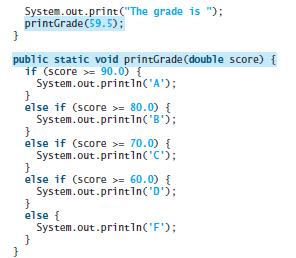 System.out.print("The grade is ");
printGrade(59.5);
}
public static void printGrade(double score) {
if (score >= 90.0) {
System.out.println('A');
}
else if (score >= 80.0) {
System.out.println('B');
}
else if (score >= 70.0) {
System.out.println('C');
}
else if (score >= 60.0) {
System.out.println('D');
}
else {
System.out.println('F');
}
}